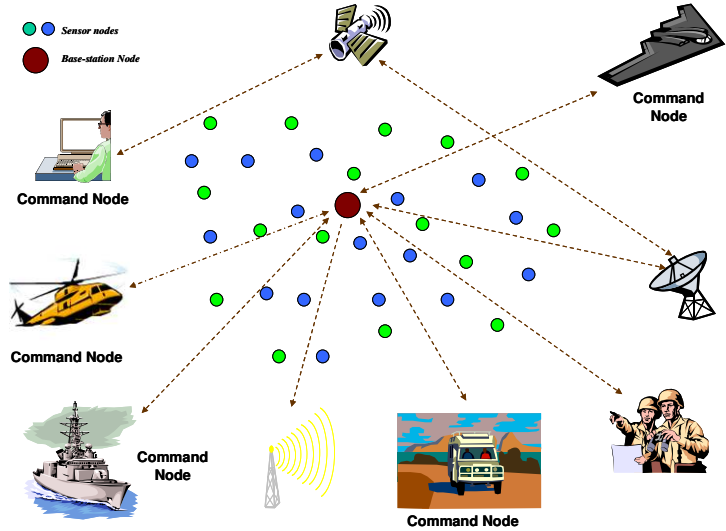 Sensor nodes
Base-station Node
Command
Node
Command Node
Command Node
Command
Node
Command Node